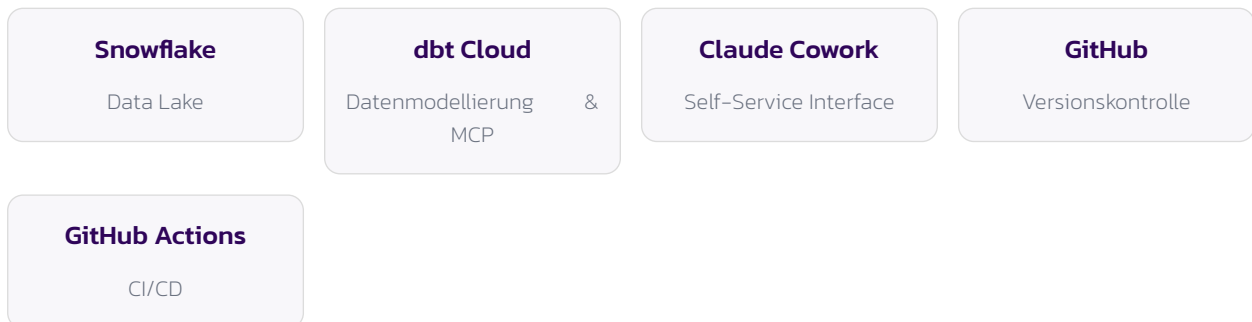 Snowflake
Data Lake
dbt Cloud
Datenmodellierung &
MCP
Claude Cowork
Self-Service Interface
GitHub
Versionskontrolle
GitHub Actions
CI/CD